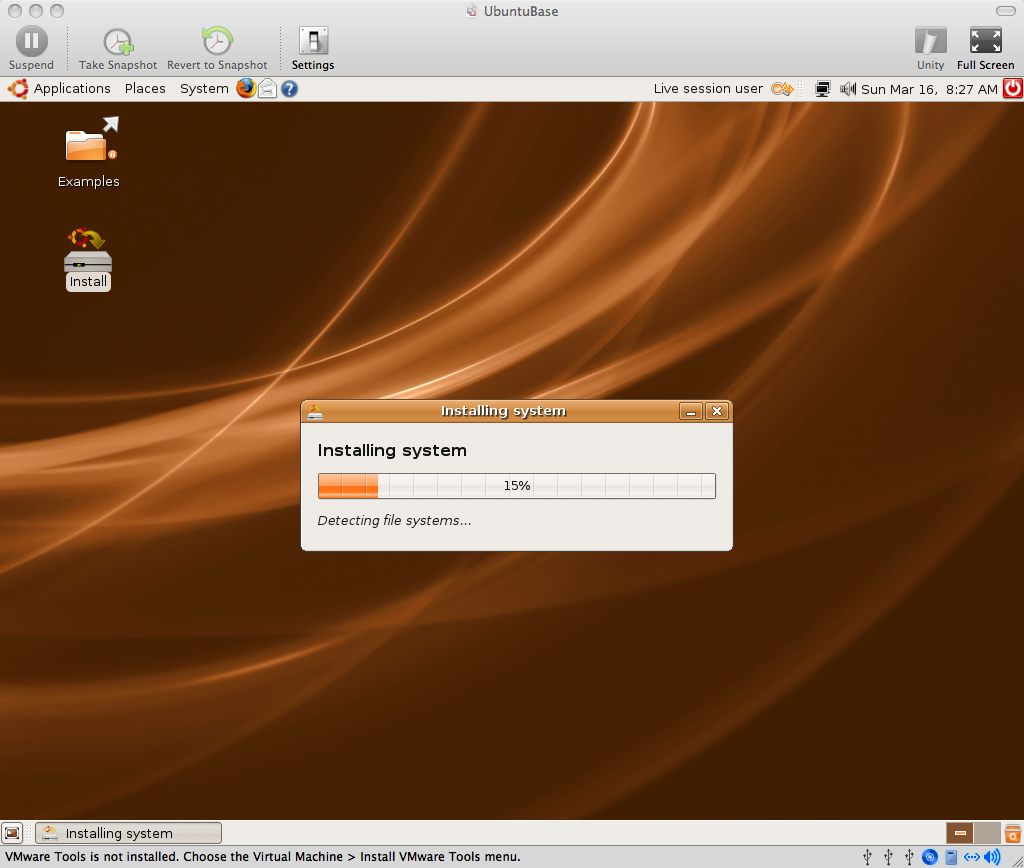 UbuntuBase
Suspend
Take Snapshot
Revert to Snapshot
Settings
Unity
Full Screen
Applications Places System
Live session user
Sun Mar 16, 8:27 AM
Examples
Install
Installing system
Installing system
15%
Detecting file systems...
Installing system
VMware Tools is not installed. Choose the Virtual Machine > Install VMware Tools menu.